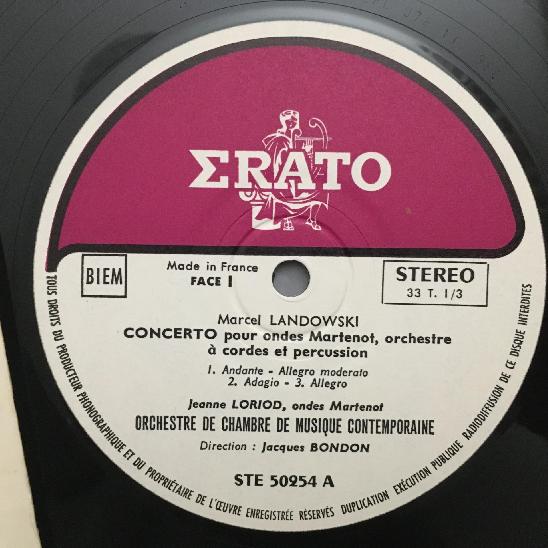 ΣRATO
BIEM
Made in France
FACE 1
STEREO
33 T. 1/3
Marcel LANDOWSKI
CONCERTO pour ondes Martenot, orchestre
à cordes et percussion
1. Andante - Allegro moderato
2. Adagio - 3. Allegro
Jeanne LORIOD, ondes Martenot
ORCHESTRE DE CHAMBRE DE MUSIQUE CONTEMPORAINE
Direction : Jacques BONDON
STE 50254 A
TOUS DROITS DU PRODUCTEUR PHONOGRAPHIQUE ET DU PROPRIÉTAIRE DE L'ŒUVRE ENREGISTRÉE RÉSERVÉS DUPLICATION EXÉCUTION PUBLIQUE RADIODIFFUSION DE CE DISQUE INTERDITES